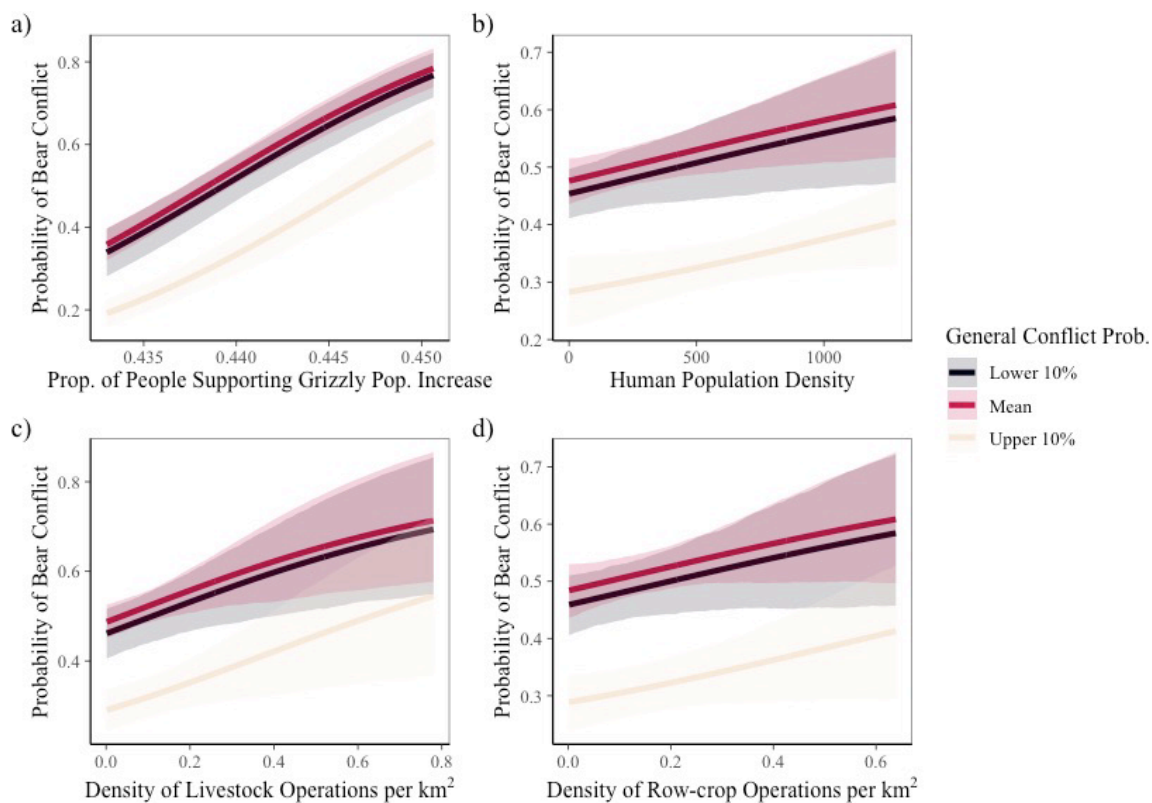 a)
Probability of Bear Conflict
0.8
0.6
0.4
0.2
0.435 0.440 0.445 0.450
Prop. of People Supporting Grizzly Pop. Increase
b)
Probability of Bear Conflict
0.7
0.6
0.5
0.4
0.3
0.2
0 500 1000
Human Population Density
General Conflict Prob.
Lower 10%
Mean
Upper 10%
c)
Probability of Bear Conflict
0.8
0.6
0.4
0.0 0.2 0.4 0.6 0.8
Density of Livestock Operations per km²
d)
Probability of Bear Conflict
0.7
0.6
0.5
0.4
0.3
0.0 0.2 0.4 0.6
Density of Row-crop Operations per km²